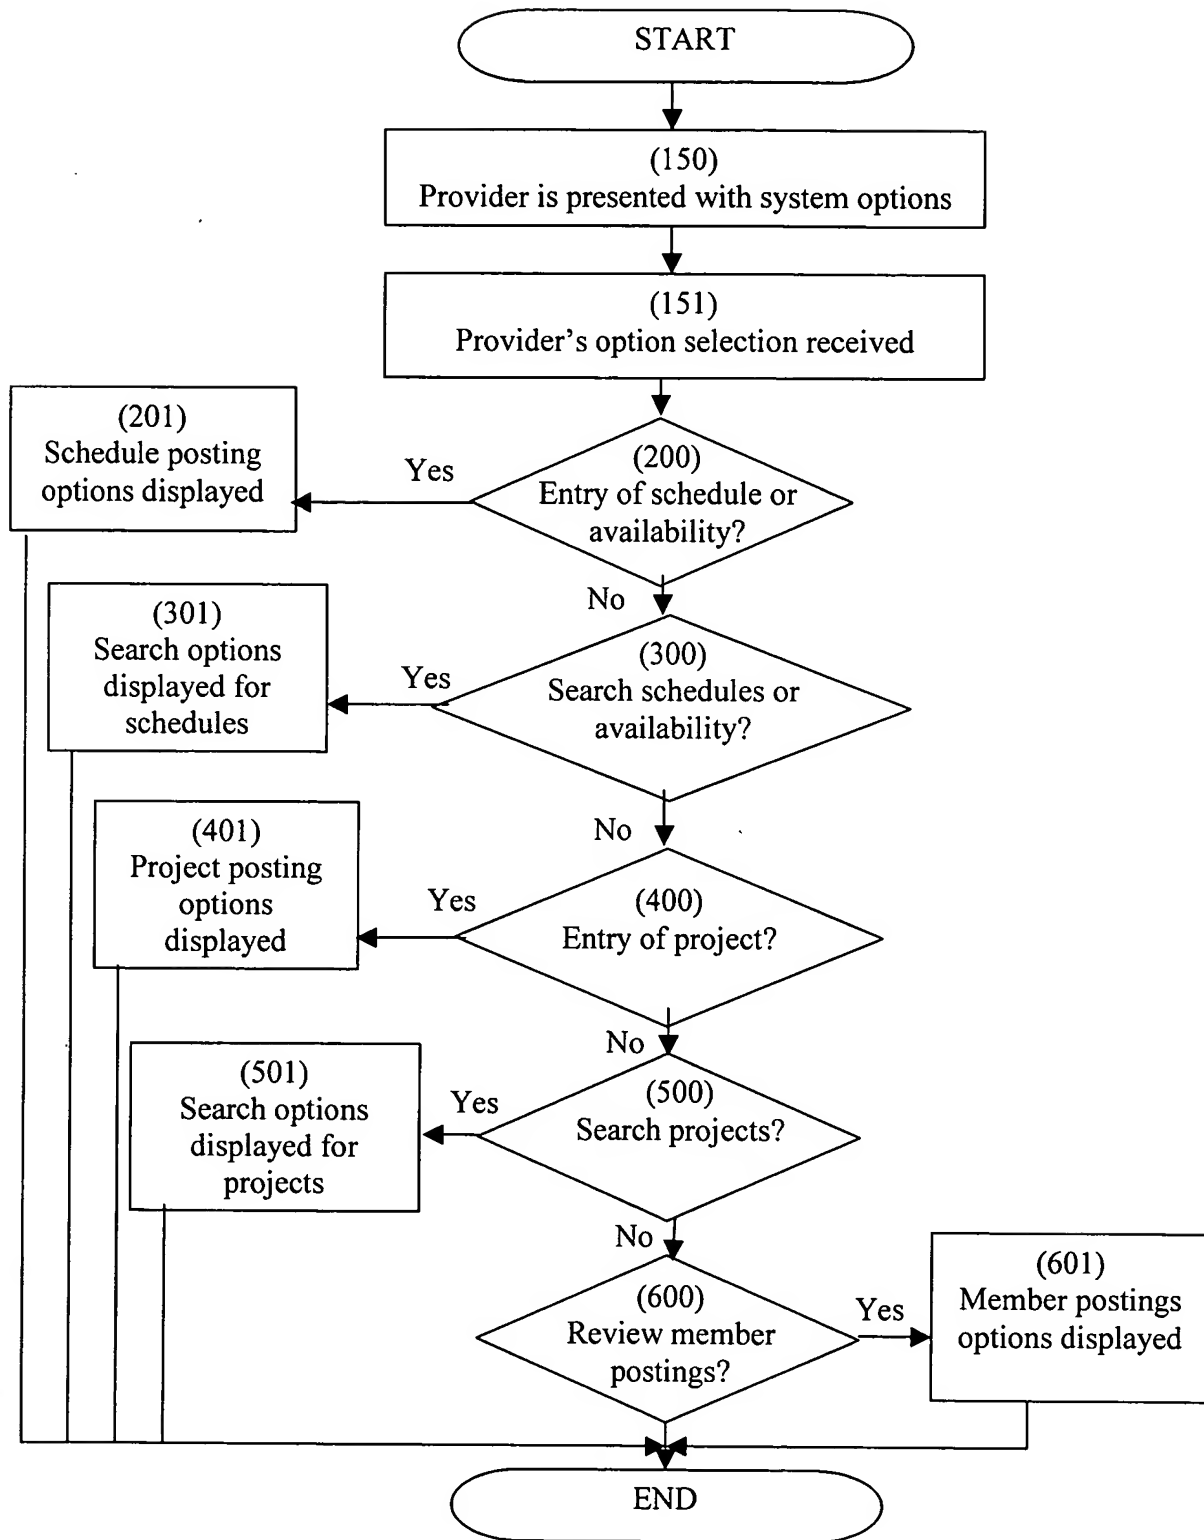 START
(150)
Provider is presented with system options
(151)
Provider's option selection received
(201)
Schedule posting
options displayed
Yes
(200)
Entry of schedule or
availability?
No
(301)
Search options
displayed for
schedules
Yes
(300)
Search schedules or
availability?
No
(401)
Project posting
options
displayed
Yes
(400)
Entry of project?
No
(501)
Search options
displayed for
projects
Yes
(500)
Search projects?
No
(600)
Review member
postings?
Yes
(601)
Member postings
options displayed
END